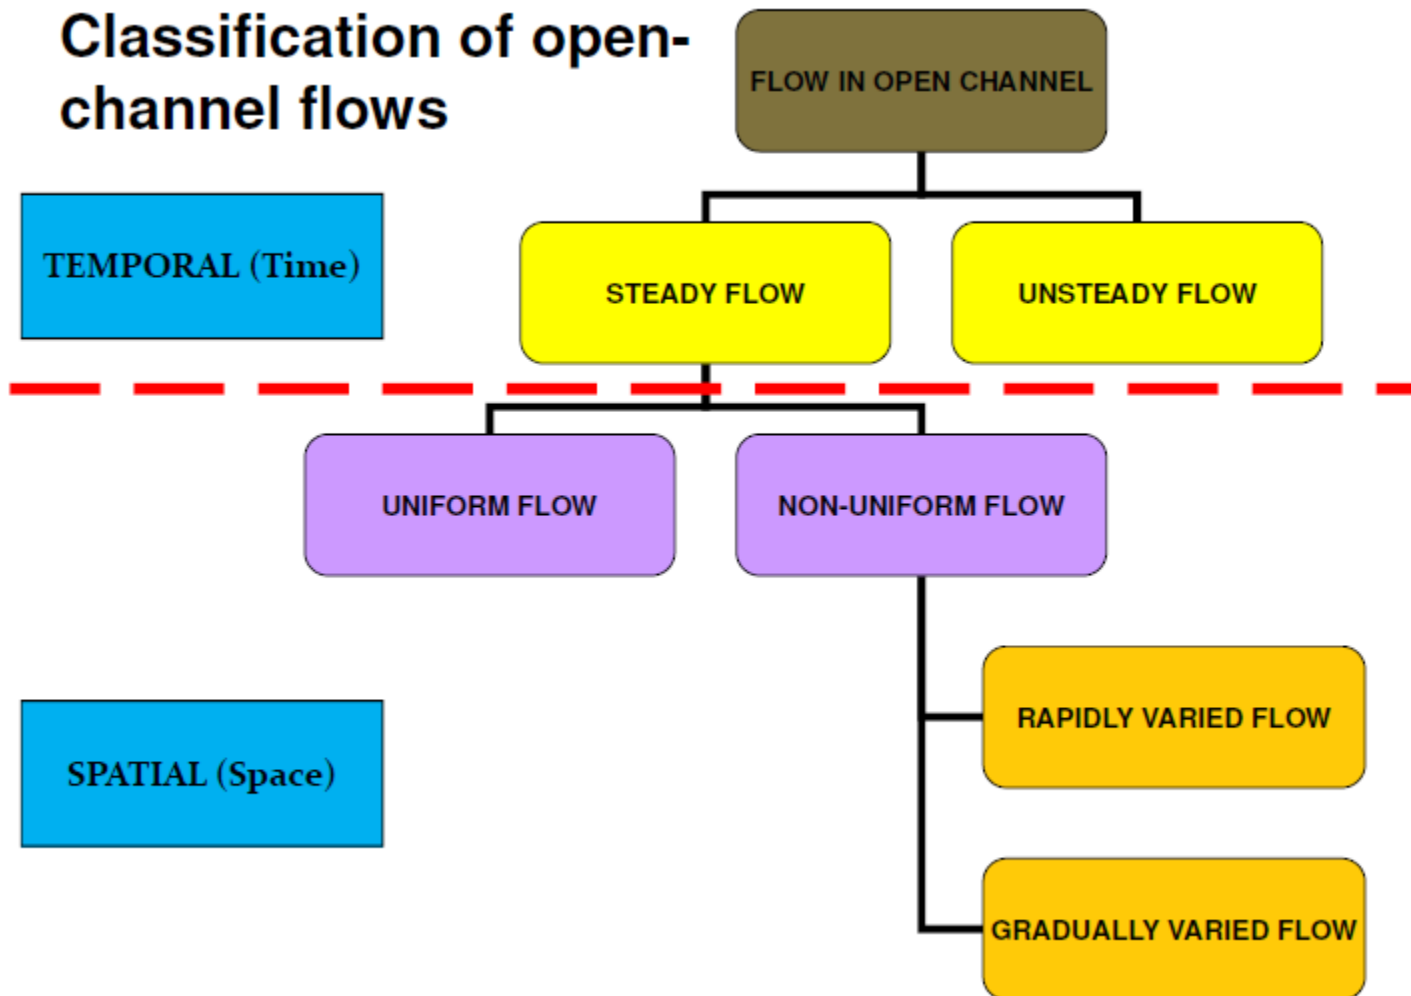 Classification of open-
channel flows
FLOW IN OPEN CHANNEL
TEMPORAL (Time)
STEADY FLOW
UNSTEADY FLOW
UNIFORM FLOW
NON-UNIFORM FLOW
RAPIDLY VARIED FLOW
SPATIAL (Space)
GRADUALLY VARIED FLOW